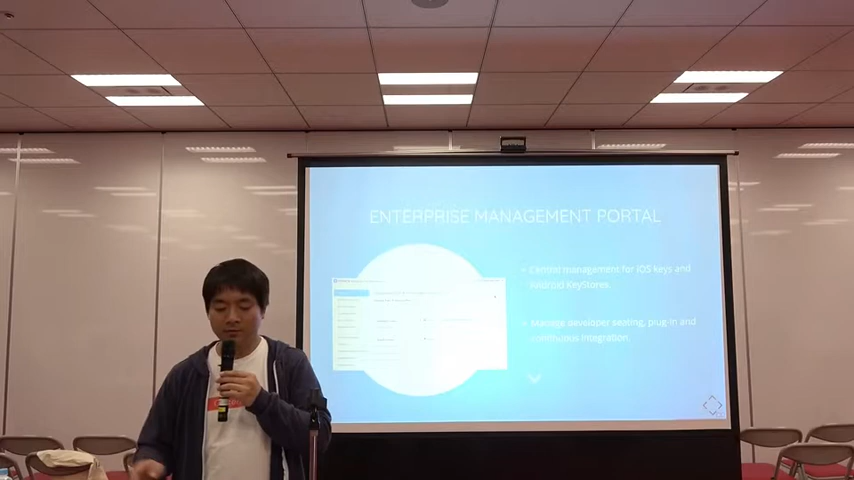 ENTERPRISE MANAGEMENT PORTAL
Central management for iOS keys and
Android KeyStores.
Manage developer seating, plug-in and
continuous integration.